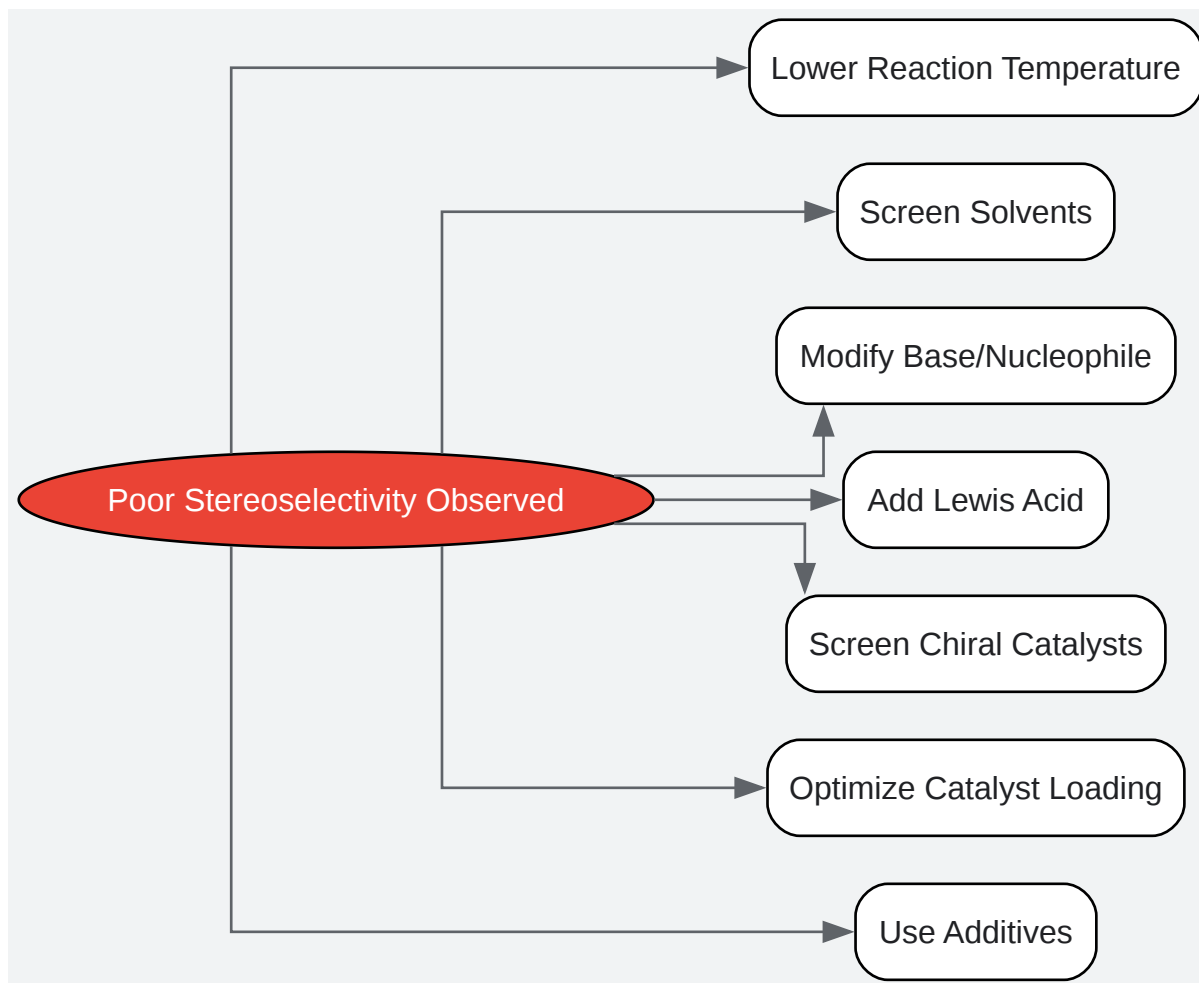 Lower Reaction Temperature
Screen Solvents
Modify Base/Nucleophile
Poor Stereoselectivity Observed
Add Lewis Acid
Screen Chiral Catalysts
Optimize Catalyst Loading
Use Additives